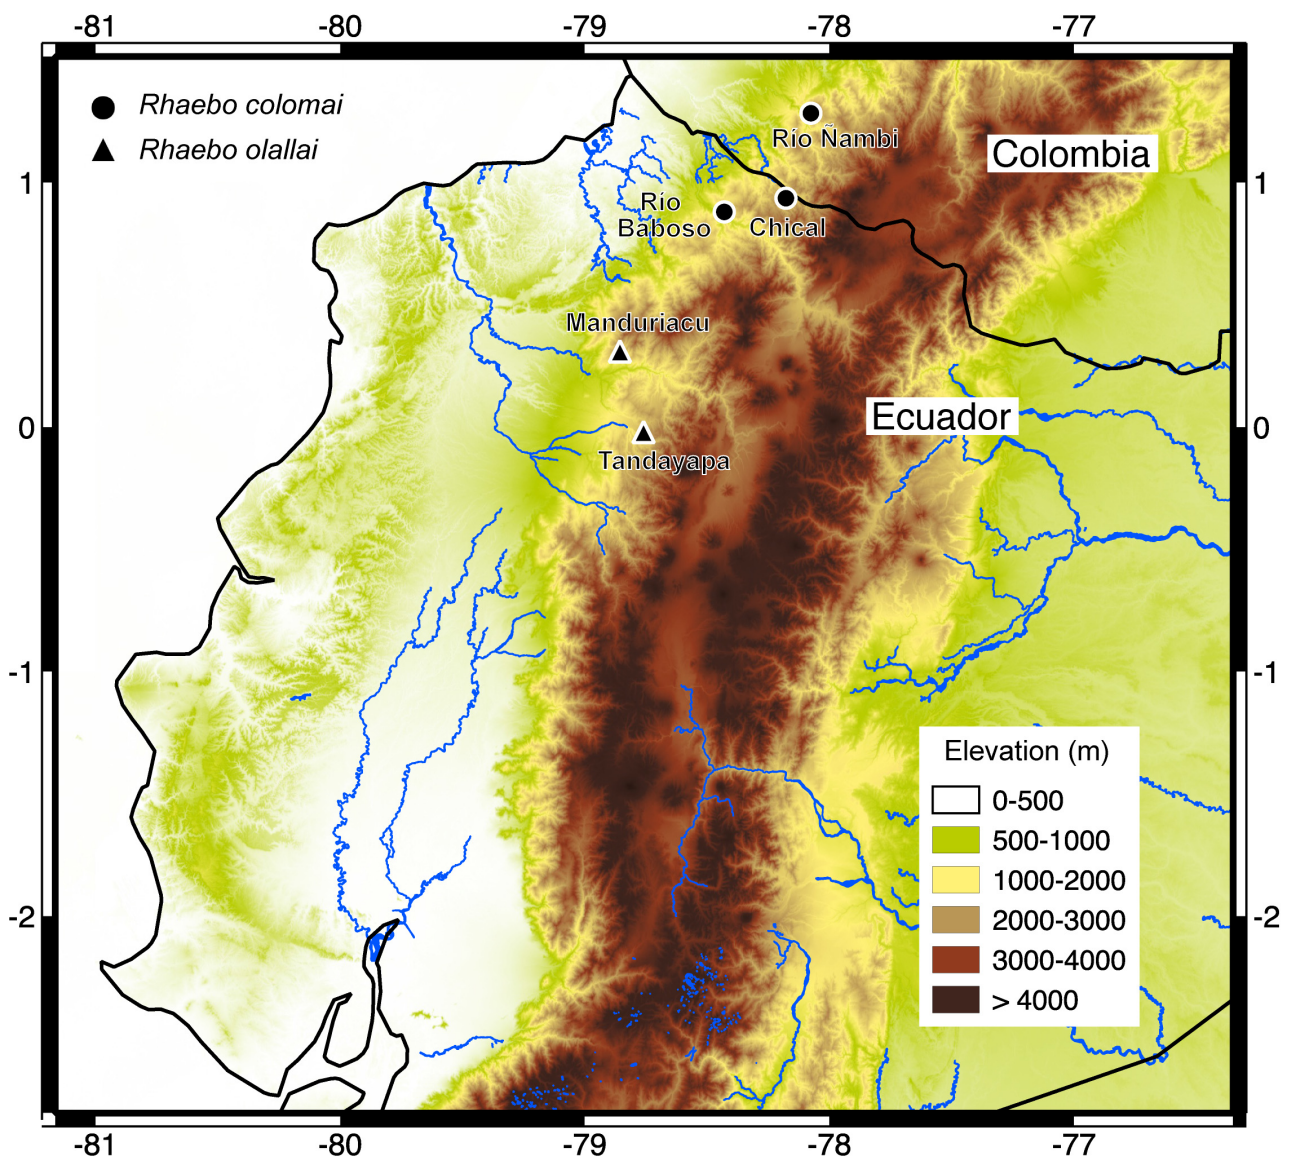 -81 -80 -79 -78 -77
Rhaebo colomai
Rhaebo olallai
Río Ñambi
Colombia
1 1
Río
Baboso
Chical
Manduriacu
Ecuador
0 0
Tandayapa
-1 -1
Elevation (m)
0-500
500-1000
1000-2000
2000-3000
3000-4000
> 4000
-2 -2
-81 -80 -79 -78 -77